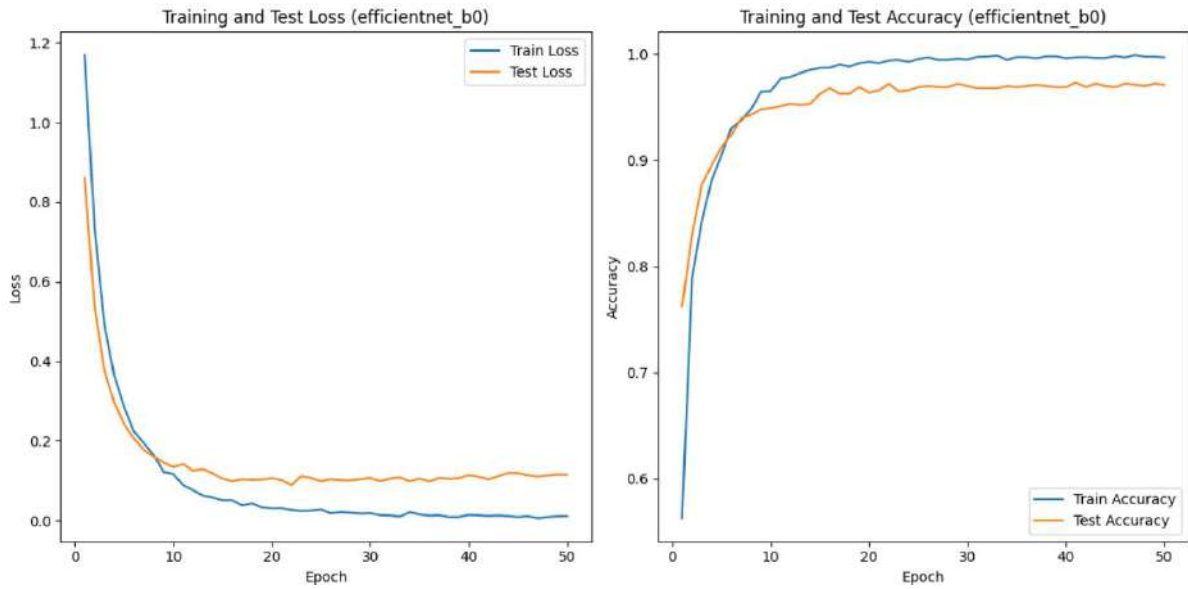 Training and Test Loss (efficientnet_b0)
1.2
1.0
0.8
0.6
0.4
0.2
0.0
Loss
Train Loss
Test Loss
0
10
20
30
40
50
Epoch
Training and Test Accuracy (efficientnet_b0)
1.0
0.9
0.8
0.7
0.6
Accuracy
Train Accuracy
Test Accuracy
0
10
20
30
40
50
Epoch